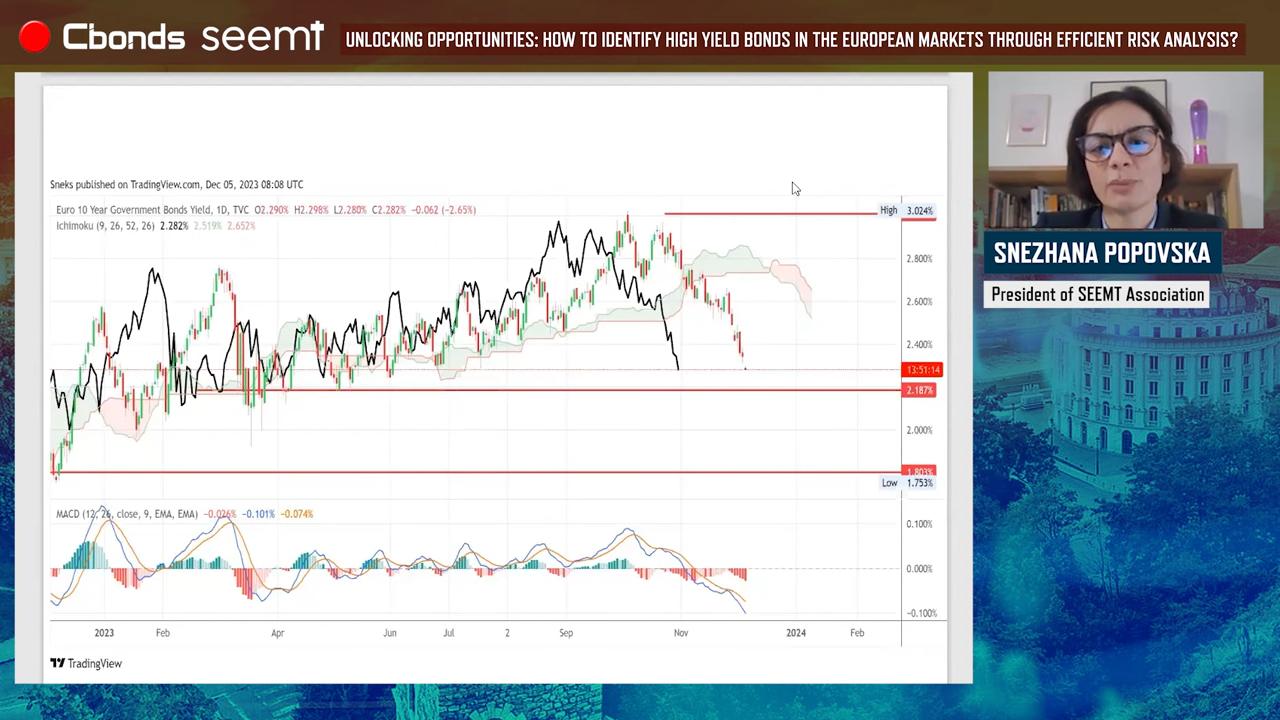 Cbonds seemt UNLOCKING OPPORTUNITIES: HOW TO IDENTIFY HIGH YIELD BONDS IN THE EUROPEAN MARKETS THROUGH EFFICIENT RISK ANALYSIS?
Sneks published on TradingView.com, Dec 05, 2023 08:08 UTC
Euro 10 Year Government Bonds Yield, 1D, TVC O2.290% H2.298% L2.280% C2.282% −0.062 (−2.65%)
Ichimoku (9, 26, 52, 26) 2.282% 2.519% 2.652%
High 3.024%
2.800%
2.600%
2.400%
13:51:14
2.187%
2.000%
1.803%
Low 1.753%
MACD (12, 26, close, 9, EMA, EMA) −0.026% −0.101% −0.074%
0.100%
0.000%
−0.100%
2023 Feb Apr Jun Jul 2 Sep Nov 2024 Feb
TradingView
SNEZHANA POPOVSKA
President of SEEMT Association